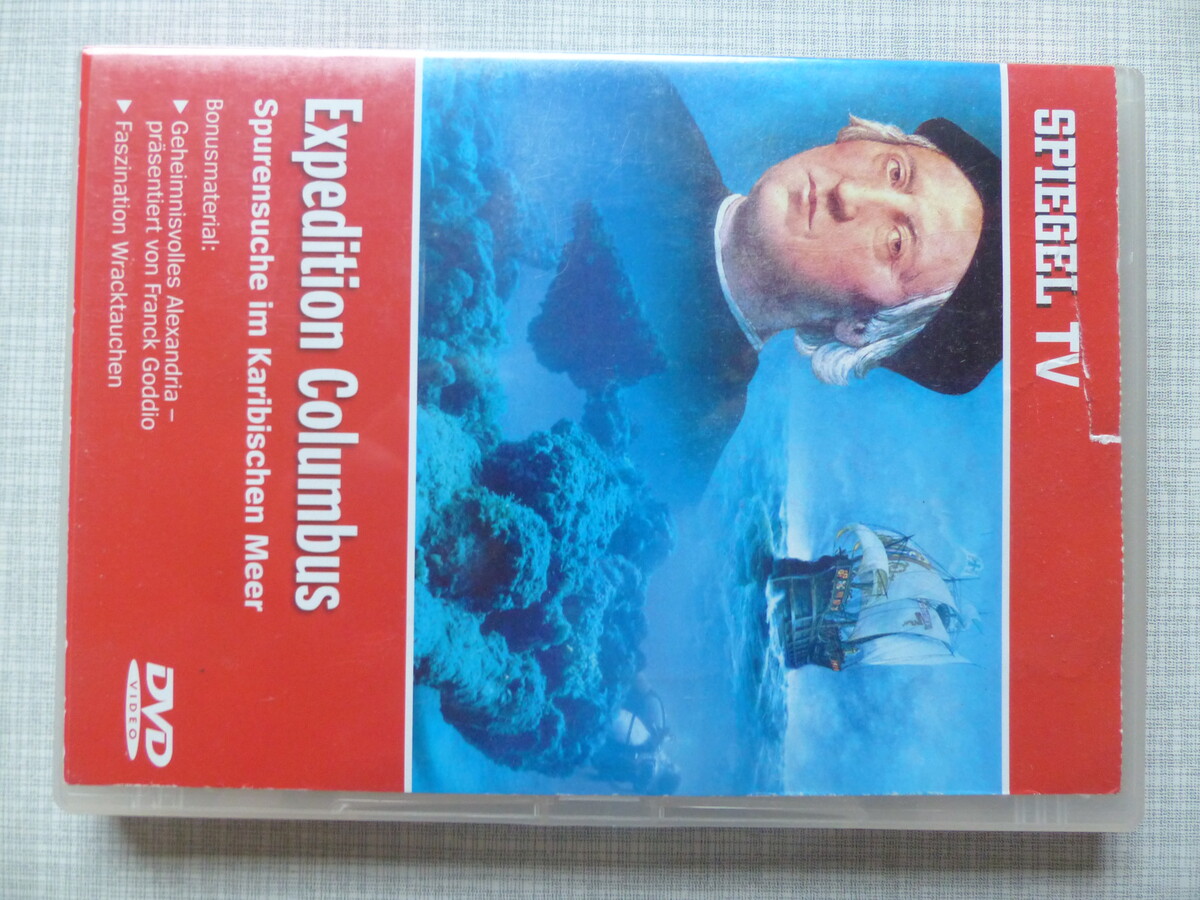 SPIEGEL TV
Expedition Columbus
Spurensuche im Karibischen Meer
Bonusmaterial:
▶ Geheimnisvolles Alexandria –
präsentiert von Franck Goddio
▶ Faszination Wracktauchen
DVD
VIDEO